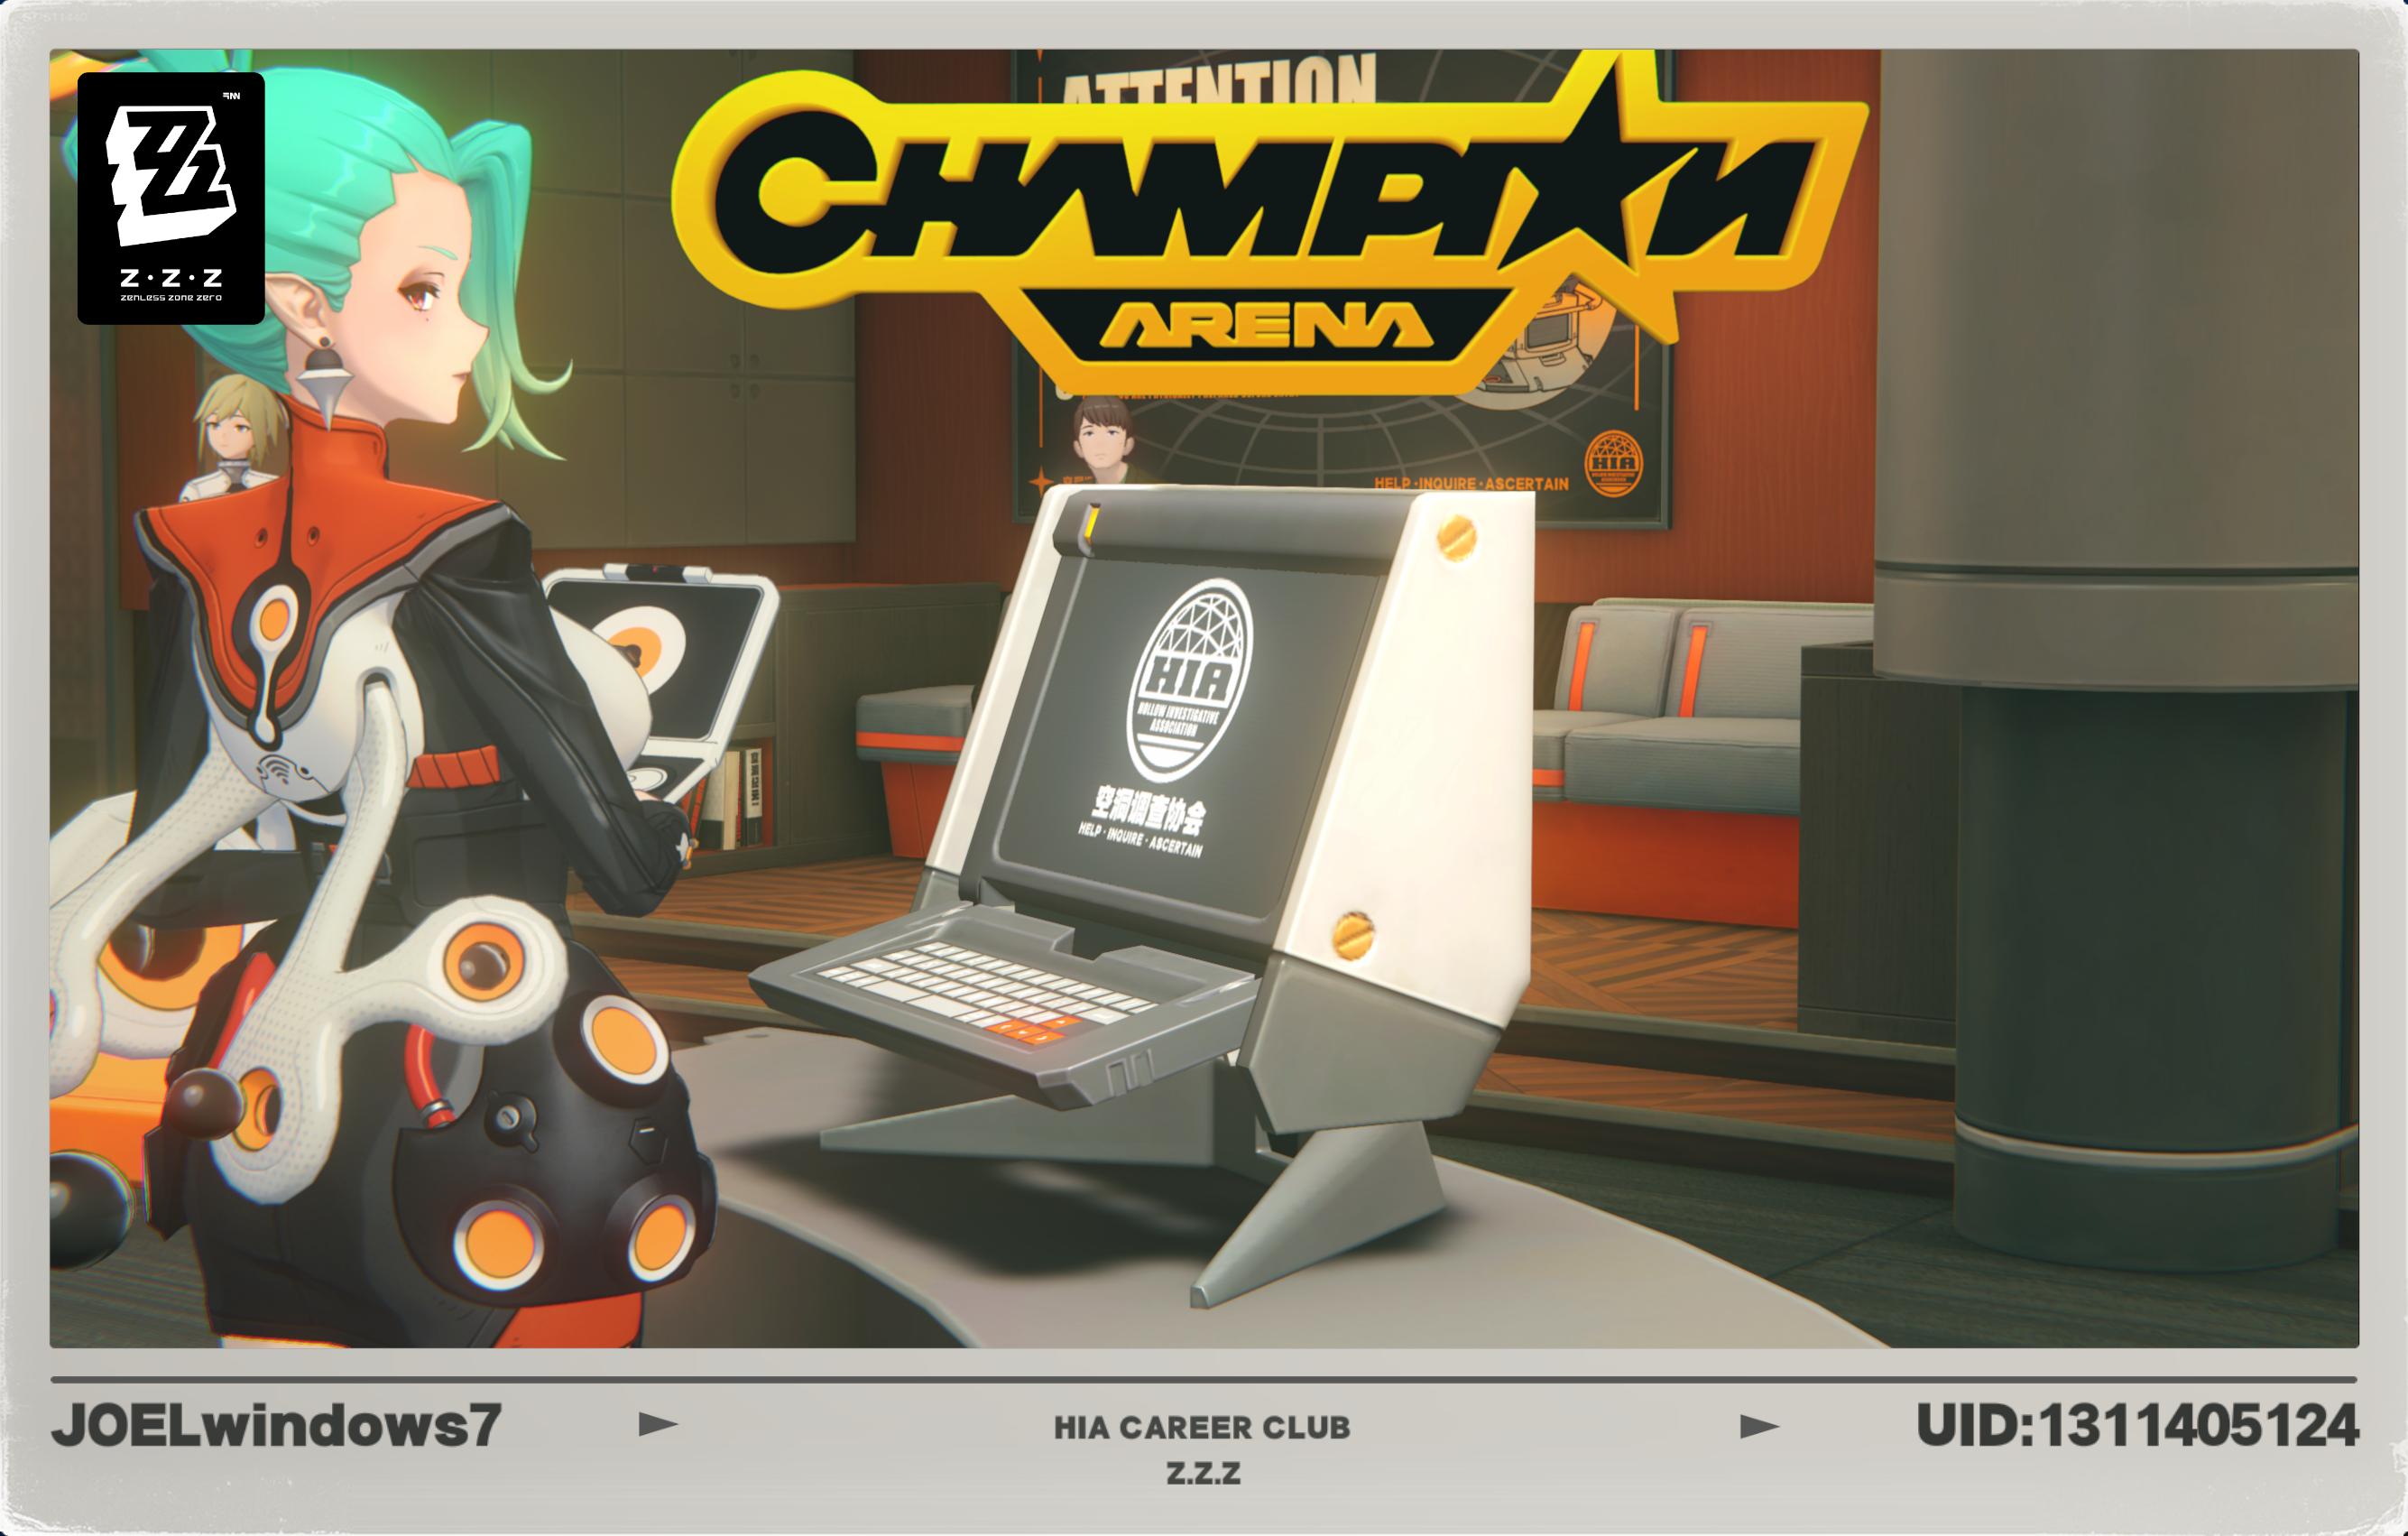 Z·Z·Z
ZENLESS ZONE ZERO
ATTENTION
CHAMPION
ARENA
HELP·INQUIRE·ASCERTAIN
HIA
HIA
HOLLOW INVESTIGATIVE
ASSOCIATION
空洞调查协会
HELP·INQUIRE·ASCERTAIN
JOELwindows7
HIA CAREER CLUB
UID:1311405124
Z.Z.Z